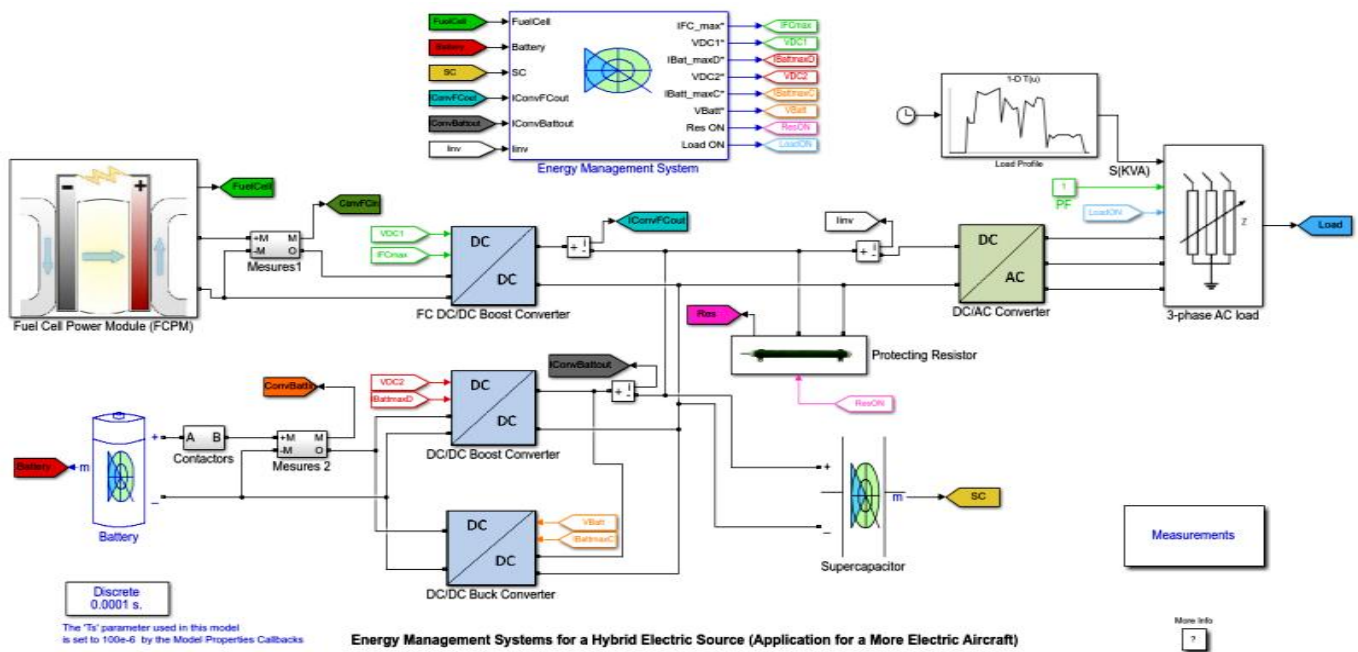 FuelCell
FuelCell
IFC_max*
IFCmax
Battery
Battery
VDC1*
VDC1
SC
SC
IBat_maxD*
IBattmaxD
IConvFCout
IConvFCout
VDC2*
VDC2
IConvBattout
IConvBattout
IBatt_maxC*
IBattmaxC
Iinv
Iinv
VBatt*
VBatt
Res ON
ResON
Load ON
LoadON
Energy Management System
1-D T(u)
Load Profile
S(KVA)
1
PF
LoadON
Z
Load
3-phase AC load
- +
FuelCell
Fuel Cell Power Module (FCPM)
ConvFCin
+M M
-M O
Mesures1
VDC1
IFCmax
DC
DC
FC DC/DC Boost Converter
IConvFCout
+ i -
Iinv
+ i -
DC
AC
DC/AC Converter
Res
Protecting Resistor
ResON
ConvBattIn
Battery
m
+
–
Battery
A B
Contactors
+M M
-M O
Mesures 2
VDC2
IBattmaxD
DC
DC
DC/DC Boost Converter
IConvBattout
+ i -
DC
DC
VBatt
IBattmaxC
DC/DC Buck Converter
+
–
m
SC
Supercapacitor
Measurements
Discrete
0.0001 s.
The 'Ts' parameter used in this model
is set to 100e-6 by the Model Properties Callbacks
Energy Management Systems for a Hybrid Electric Source (Application for a More Electric Aircraft)
More Info
?